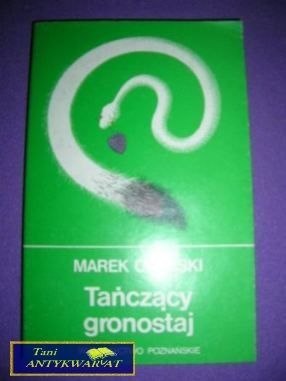 MAREK
Tańczący
gronostaj
POZNAŃSKIE
Tani
ANTYKWARIAT